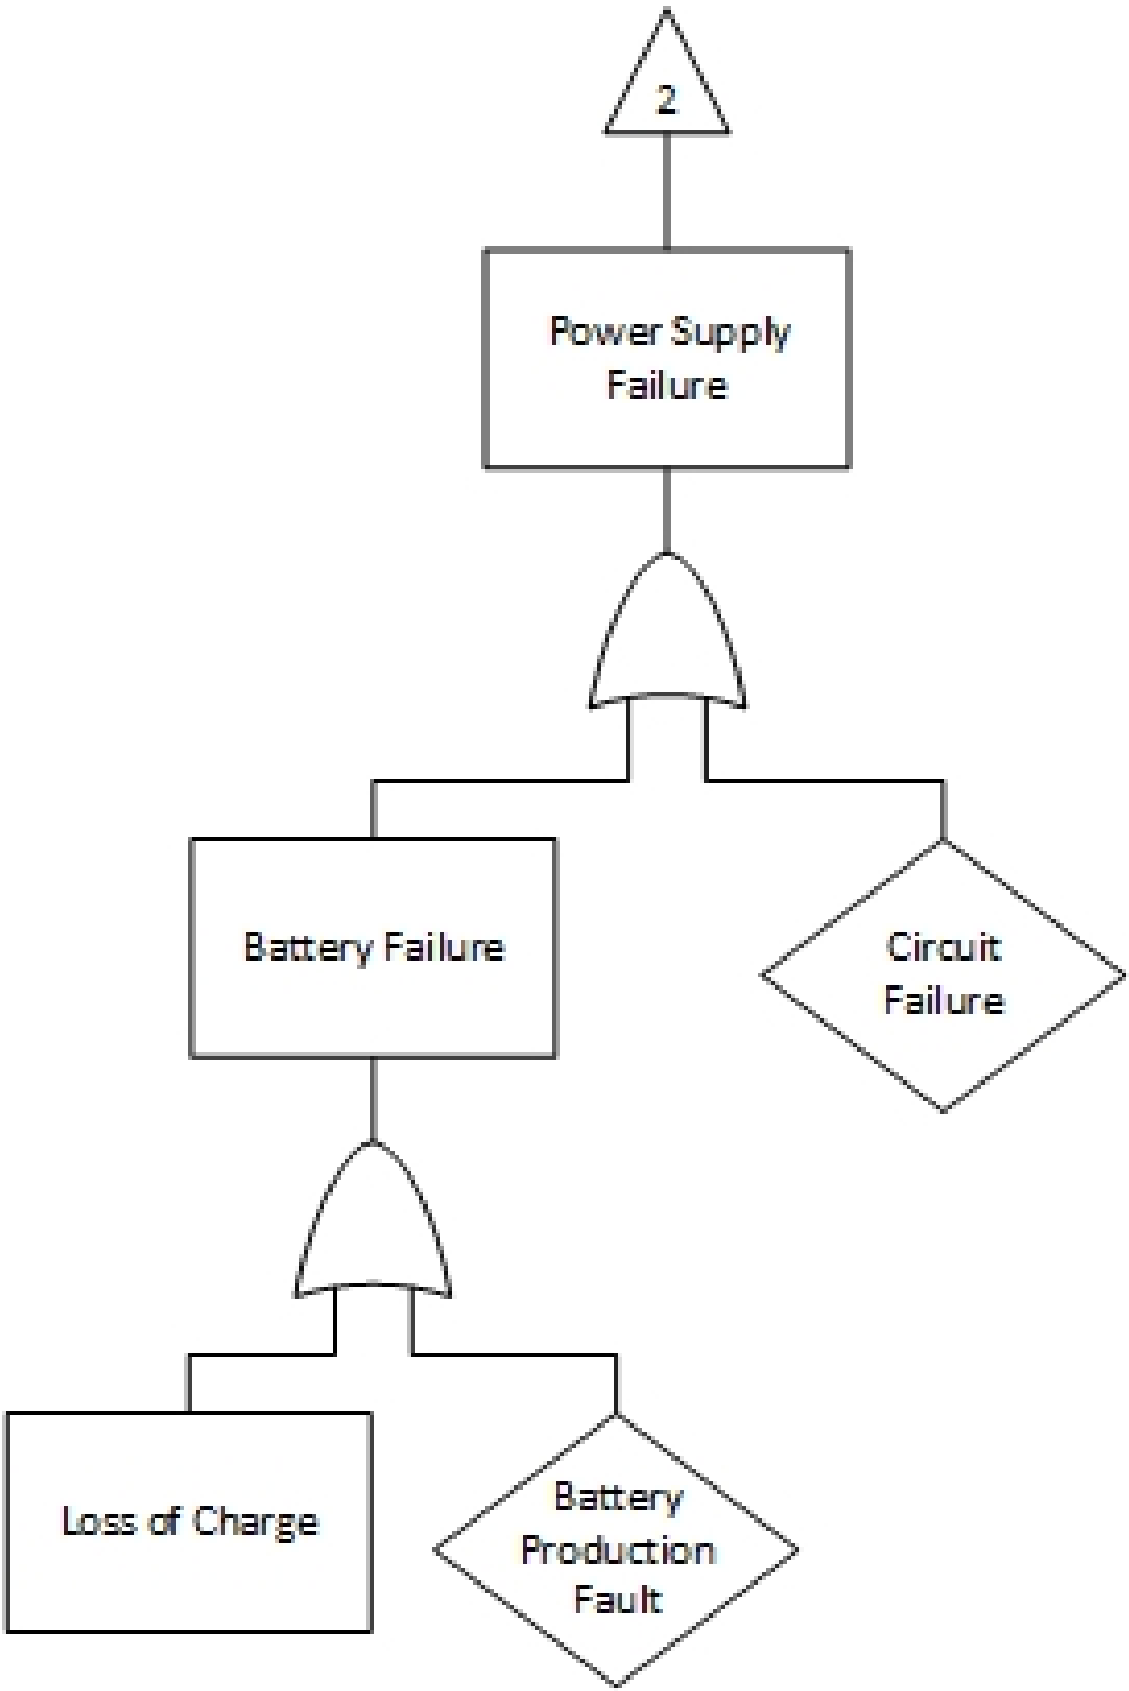 2
Power Supply
Failure
Battery Failure
Circuit
Failure
Loss of Charge
Battery
Production
Fault